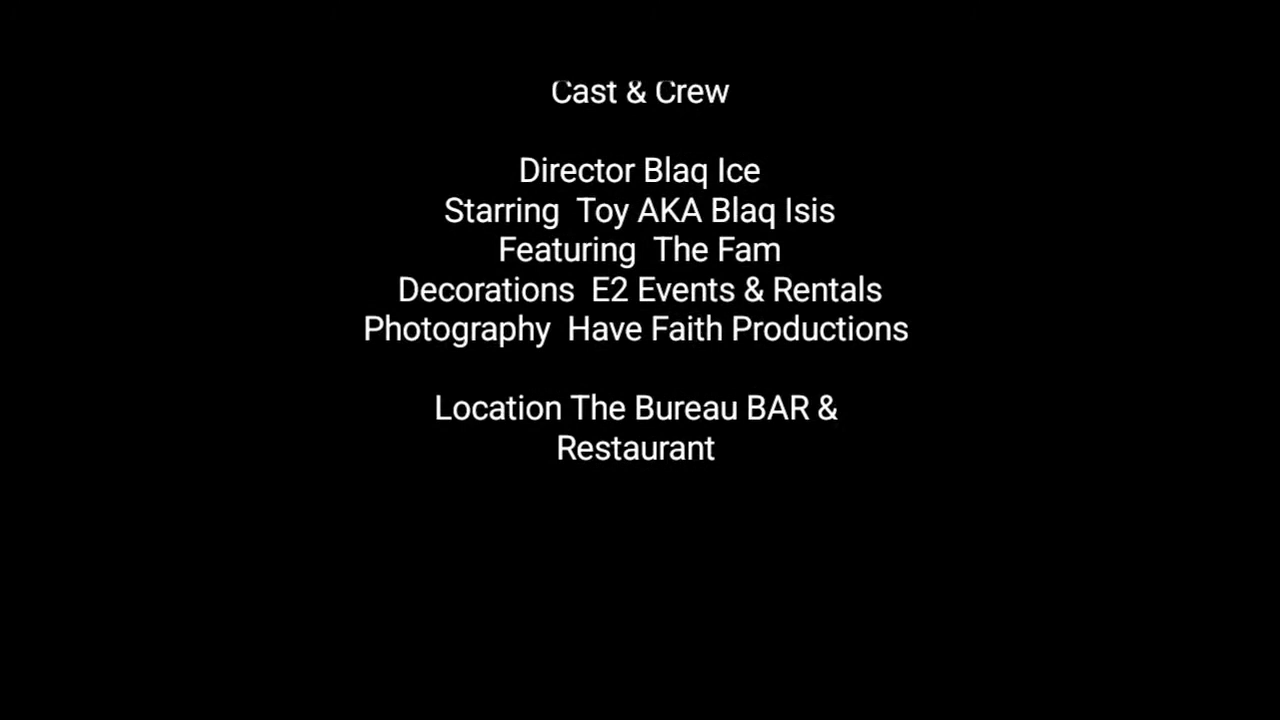 Cast & Crew
Director Blaq Ice
Starring  Toy AKA Blaq Isis
Featuring  The Fam
Decorations  E2 Events & Rentals
Photography  Have Faith Productions
Location The Bureau BAR &
Restaurant